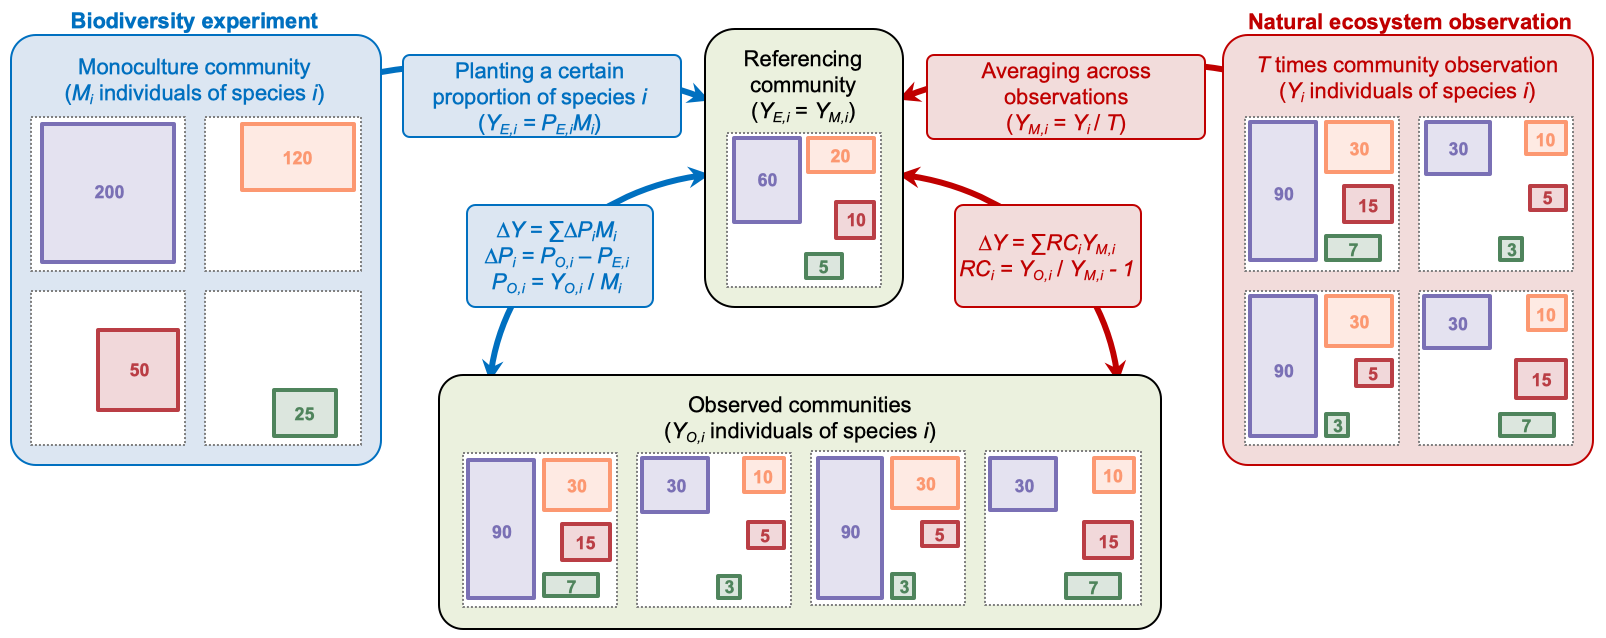 Biodiversity experiment
Monoculture community
(Mi individuals of species i)
200
120
50
25
Planting a certain
proportion of species i
(YE,i = PE,iMi)
ΔY = ∑ΔPiMi
ΔPi = PO,i – PE,i
PO,i = YO,i / Mi
Referencing
community
(YE,i = YM,i)
60
20
10
5
Averaging across
observations
(YM,i = Yi / T)
ΔY = ∑RCiYM,i
RCi = YO,i / YM,i - 1
Natural ecosystem observation
T times community observation
(Yi individuals of species i)
90
30
15
7
30
10
5
3
90
30
5
3
30
10
15
7
Observed communities
(YO,i individuals of species i)
90
30
15
7
30
10
5
3
90
30
5
3
30
10
15
7